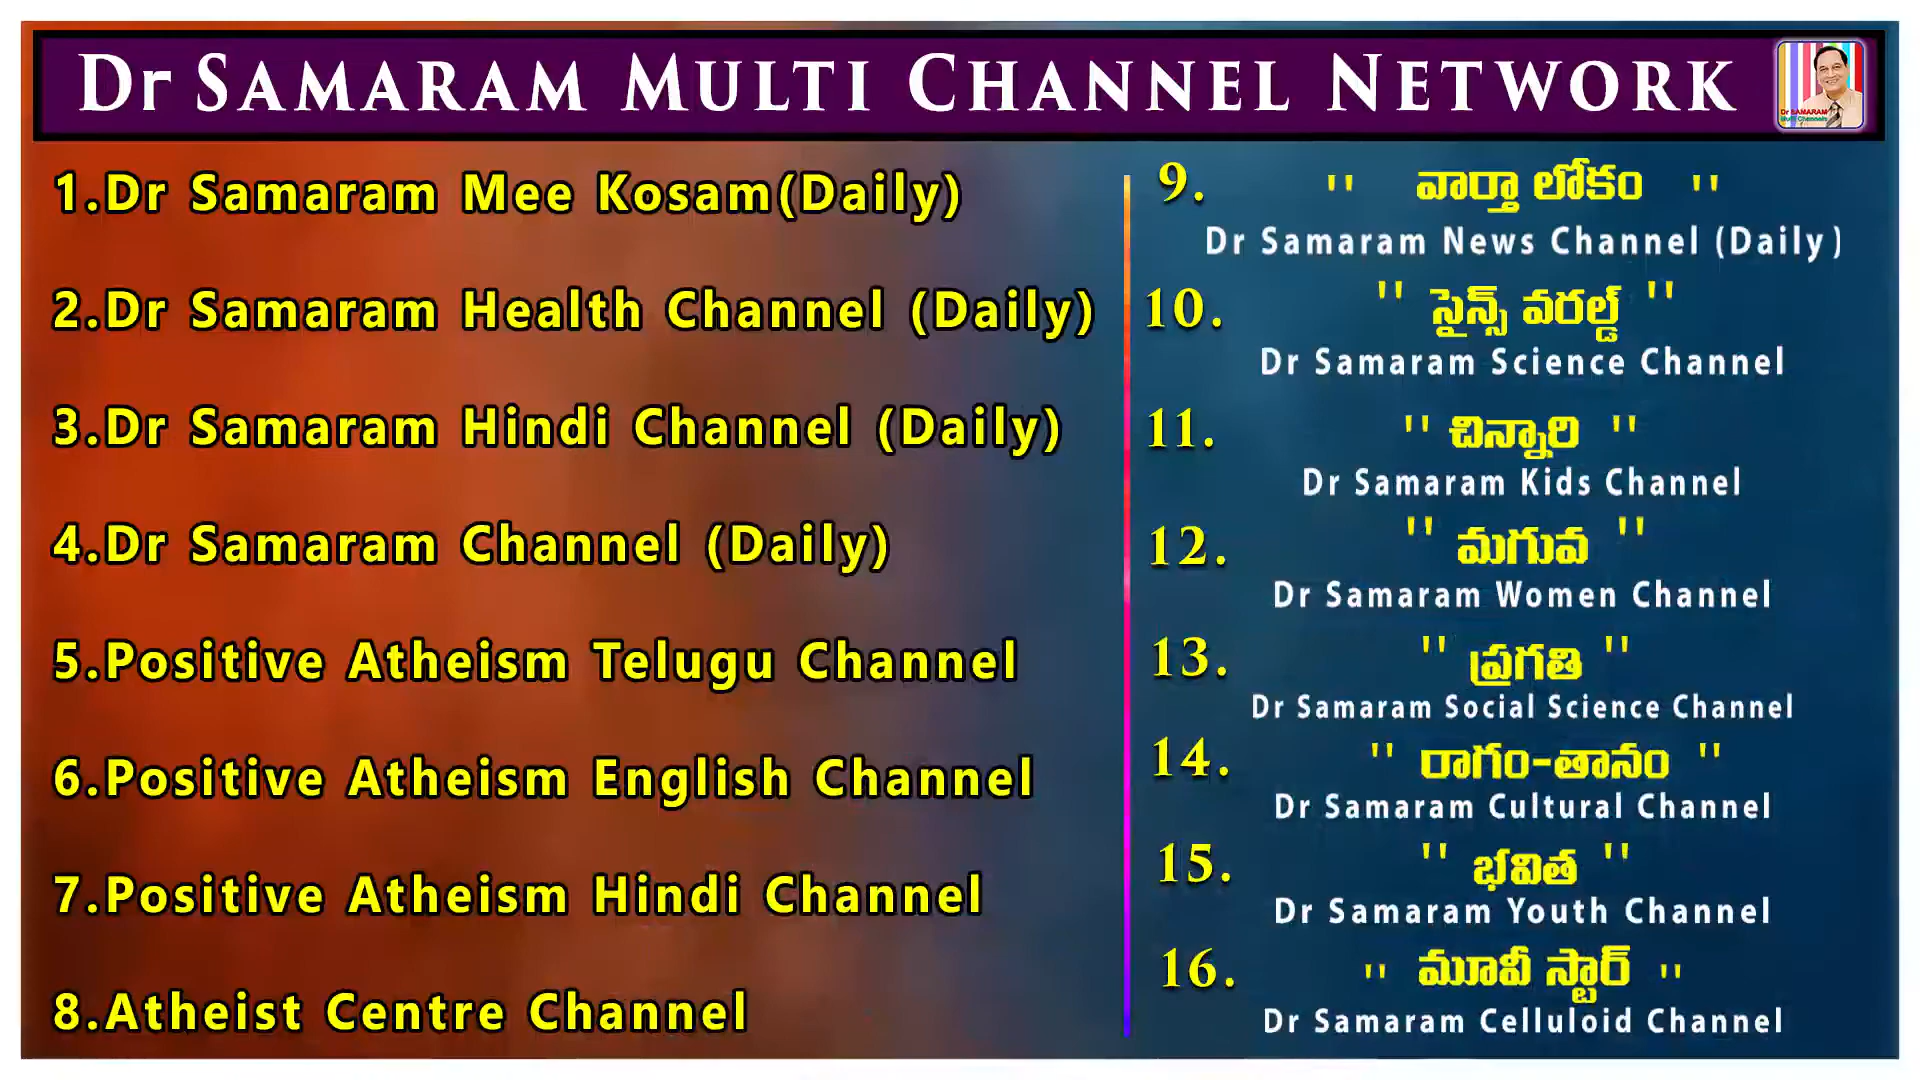 Dr SAMARAM MULTI CHANNEL NETWORK
Dr SAMARAM
Multi Channels
1.Dr Samaram Mee Kosam(Daily)
2.Dr Samaram Health Channel (Daily)
3.Dr Samaram Hindi Channel (Daily)
4.Dr Samaram Channel (Daily)
5.Positive Atheism Telugu Channel
6.Positive Atheism English Channel
7.Positive Atheism Hindi Channel
8.Atheist Centre Channel
9. " వార్తా లోకం "
Dr Samaram News Channel (Daily)
10. " సైన్స్ వరల్డ్ "
Dr Samaram Science Channel
11. " చిన్నారి "
Dr Samaram Kids Channel
12. " మగువ "
Dr Samaram Women Channel
13. " ప్రగతి "
Dr Samaram Social Science Channel
14. " రాగం-తానం "
Dr Samaram Cultural Channel
15. " భవిత "
Dr Samaram Youth Channel
16. " మూవీ స్టార్ "
Dr Samaram Celluloid Channel